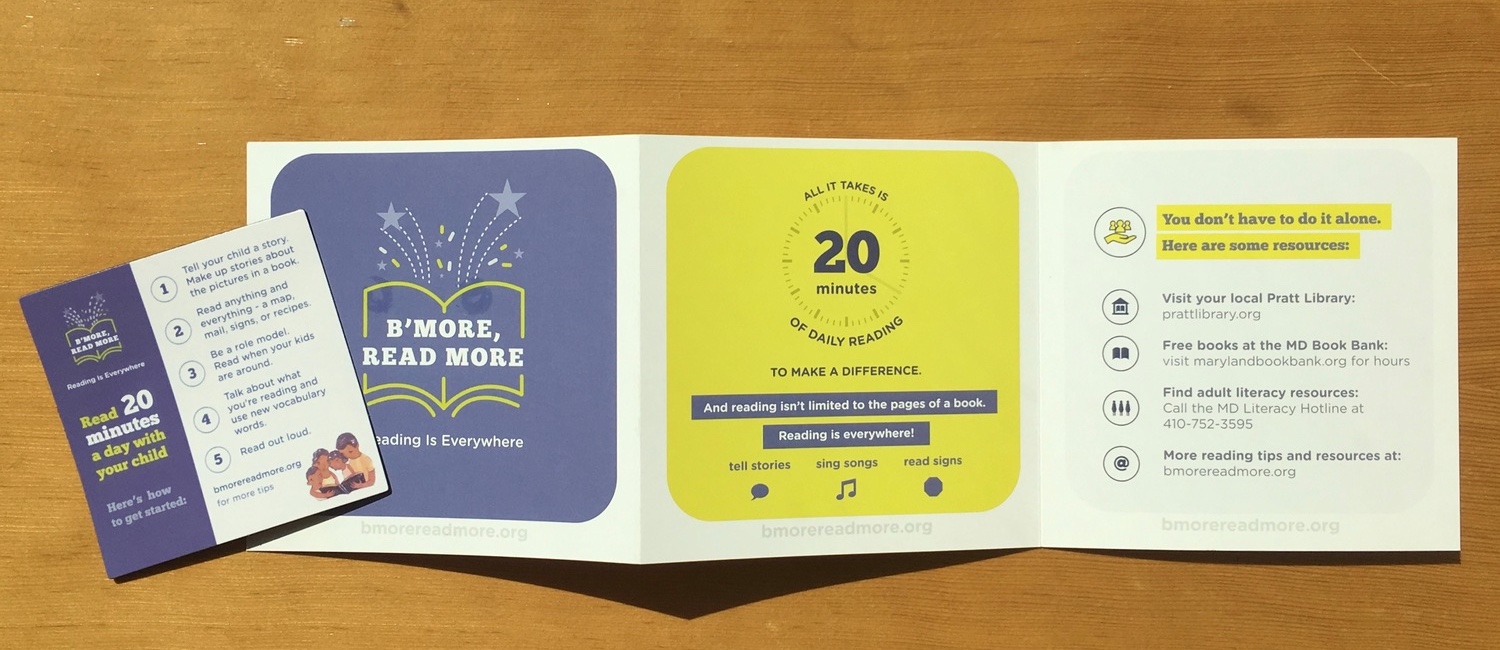 B'MORE,
READ MORE
Reading Is Everywhere
Read 20
minutes
a day with
your child
Here's how
to get started:
1 Tell your child a story.
Make up stories about
the pictures in a book.
2 Read anything and
everything - a map,
mail, signs, or recipes.
3 Be a role model.
Read when your kids
are around.
4 Talk about what
you're reading and
use new vocabulary
words.
5 Read out loud.
bmorereadmore.org
for more tips
B'MORE,
READ MORE
eading Is Everywhere
bmorereadmore.org
ALL IT TAKES IS
20
minutes
OF DAILY READING
TO MAKE A DIFFERENCE.
And reading isn't limited to the pages of a book.
Reading is everywhere!
tell stories sing songs read signs
bmorereadmore.org
You don't have to do it alone.
Here are some resources:
Visit your local Pratt Library:
prattlibrary.org
Free books at the MD Book Bank:
visit marylandbookbank.org for hours
Find adult literacy resources:
Call the MD Literacy Hotline at
410-752-3595
@ More reading tips and resources at:
bmorereadmore.org
bmorereadmore.org